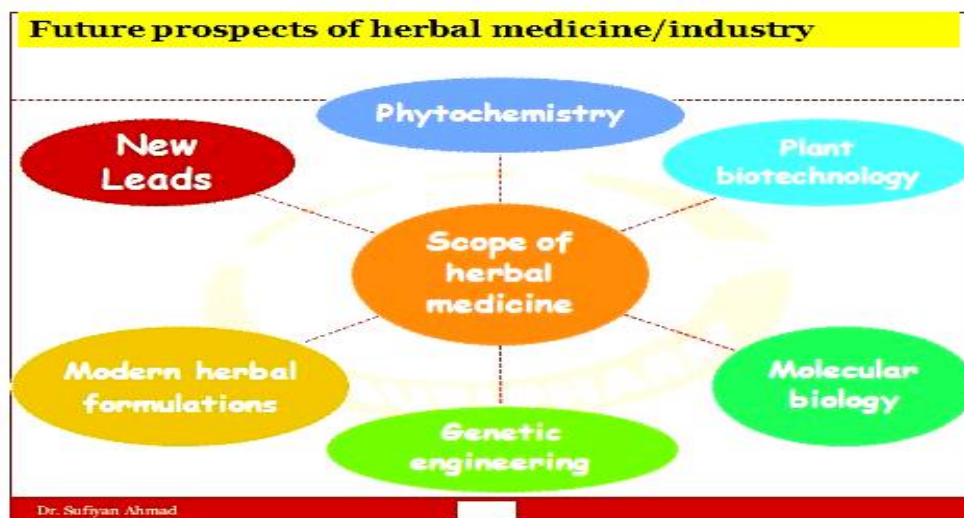 Future prospects of herbal medicine/industry
Phytochemistry
New
Leads
Plant
biotechnology
Scope of
herbal
medicine
Modern herbal
formulations
Molecular
biology
Genetic
engineering
Dr. Sufiyan Ahmad